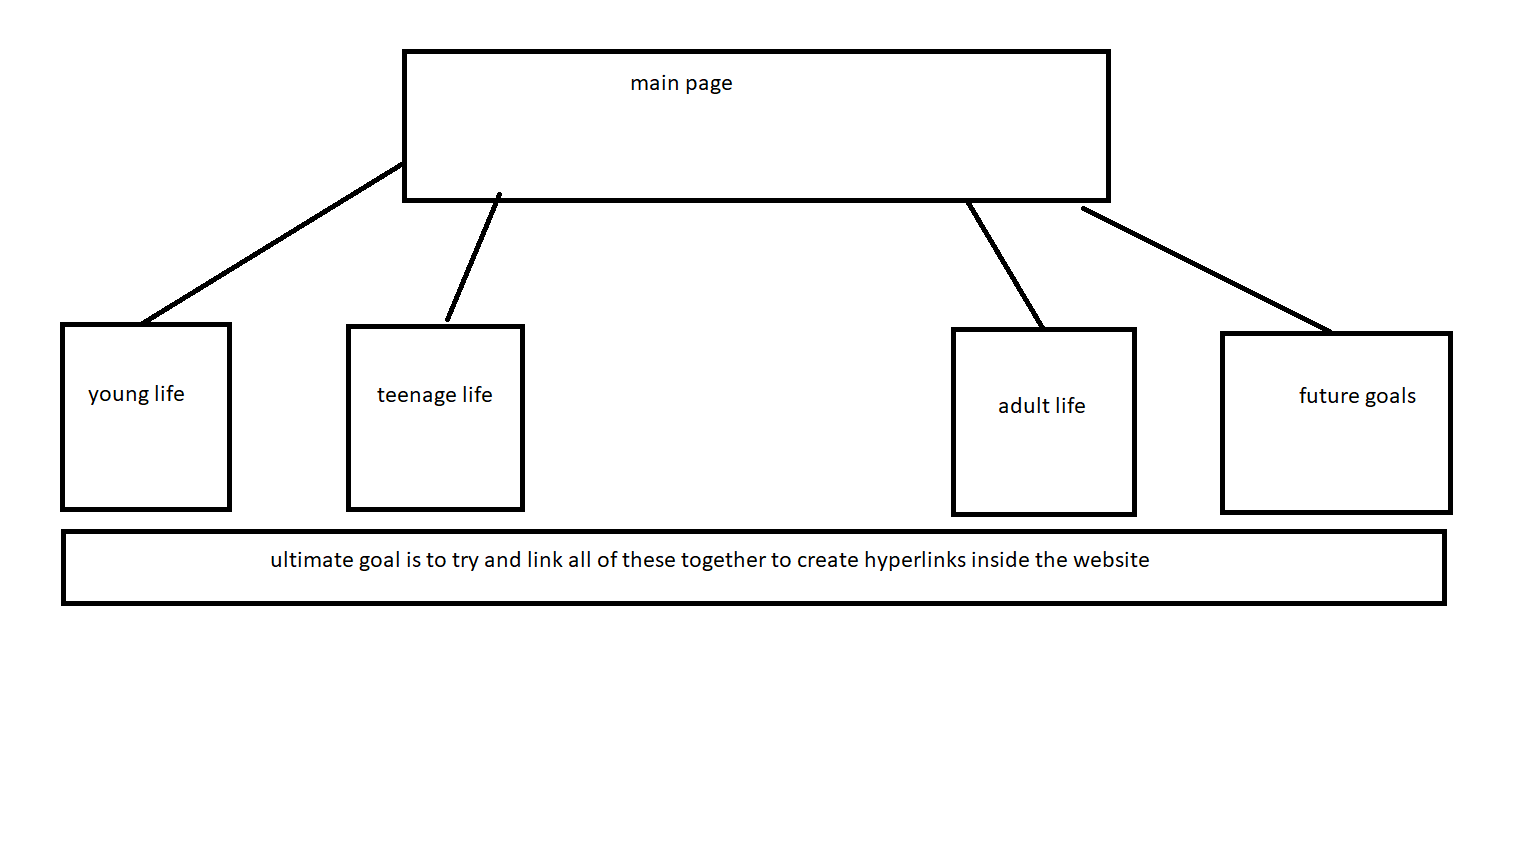 main page
young life
teenage life
adult life
future goals
ultimate goal is to try and link all of these together to create hyperlinks inside the website